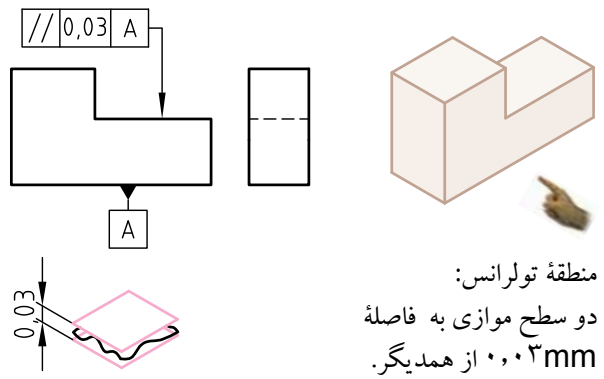 // 0,03 A
A
0,03
منطقهٔ تولرانس:
دو سطح موازی به فاصلهٔ
۰,۰۳mm از همدیگر.